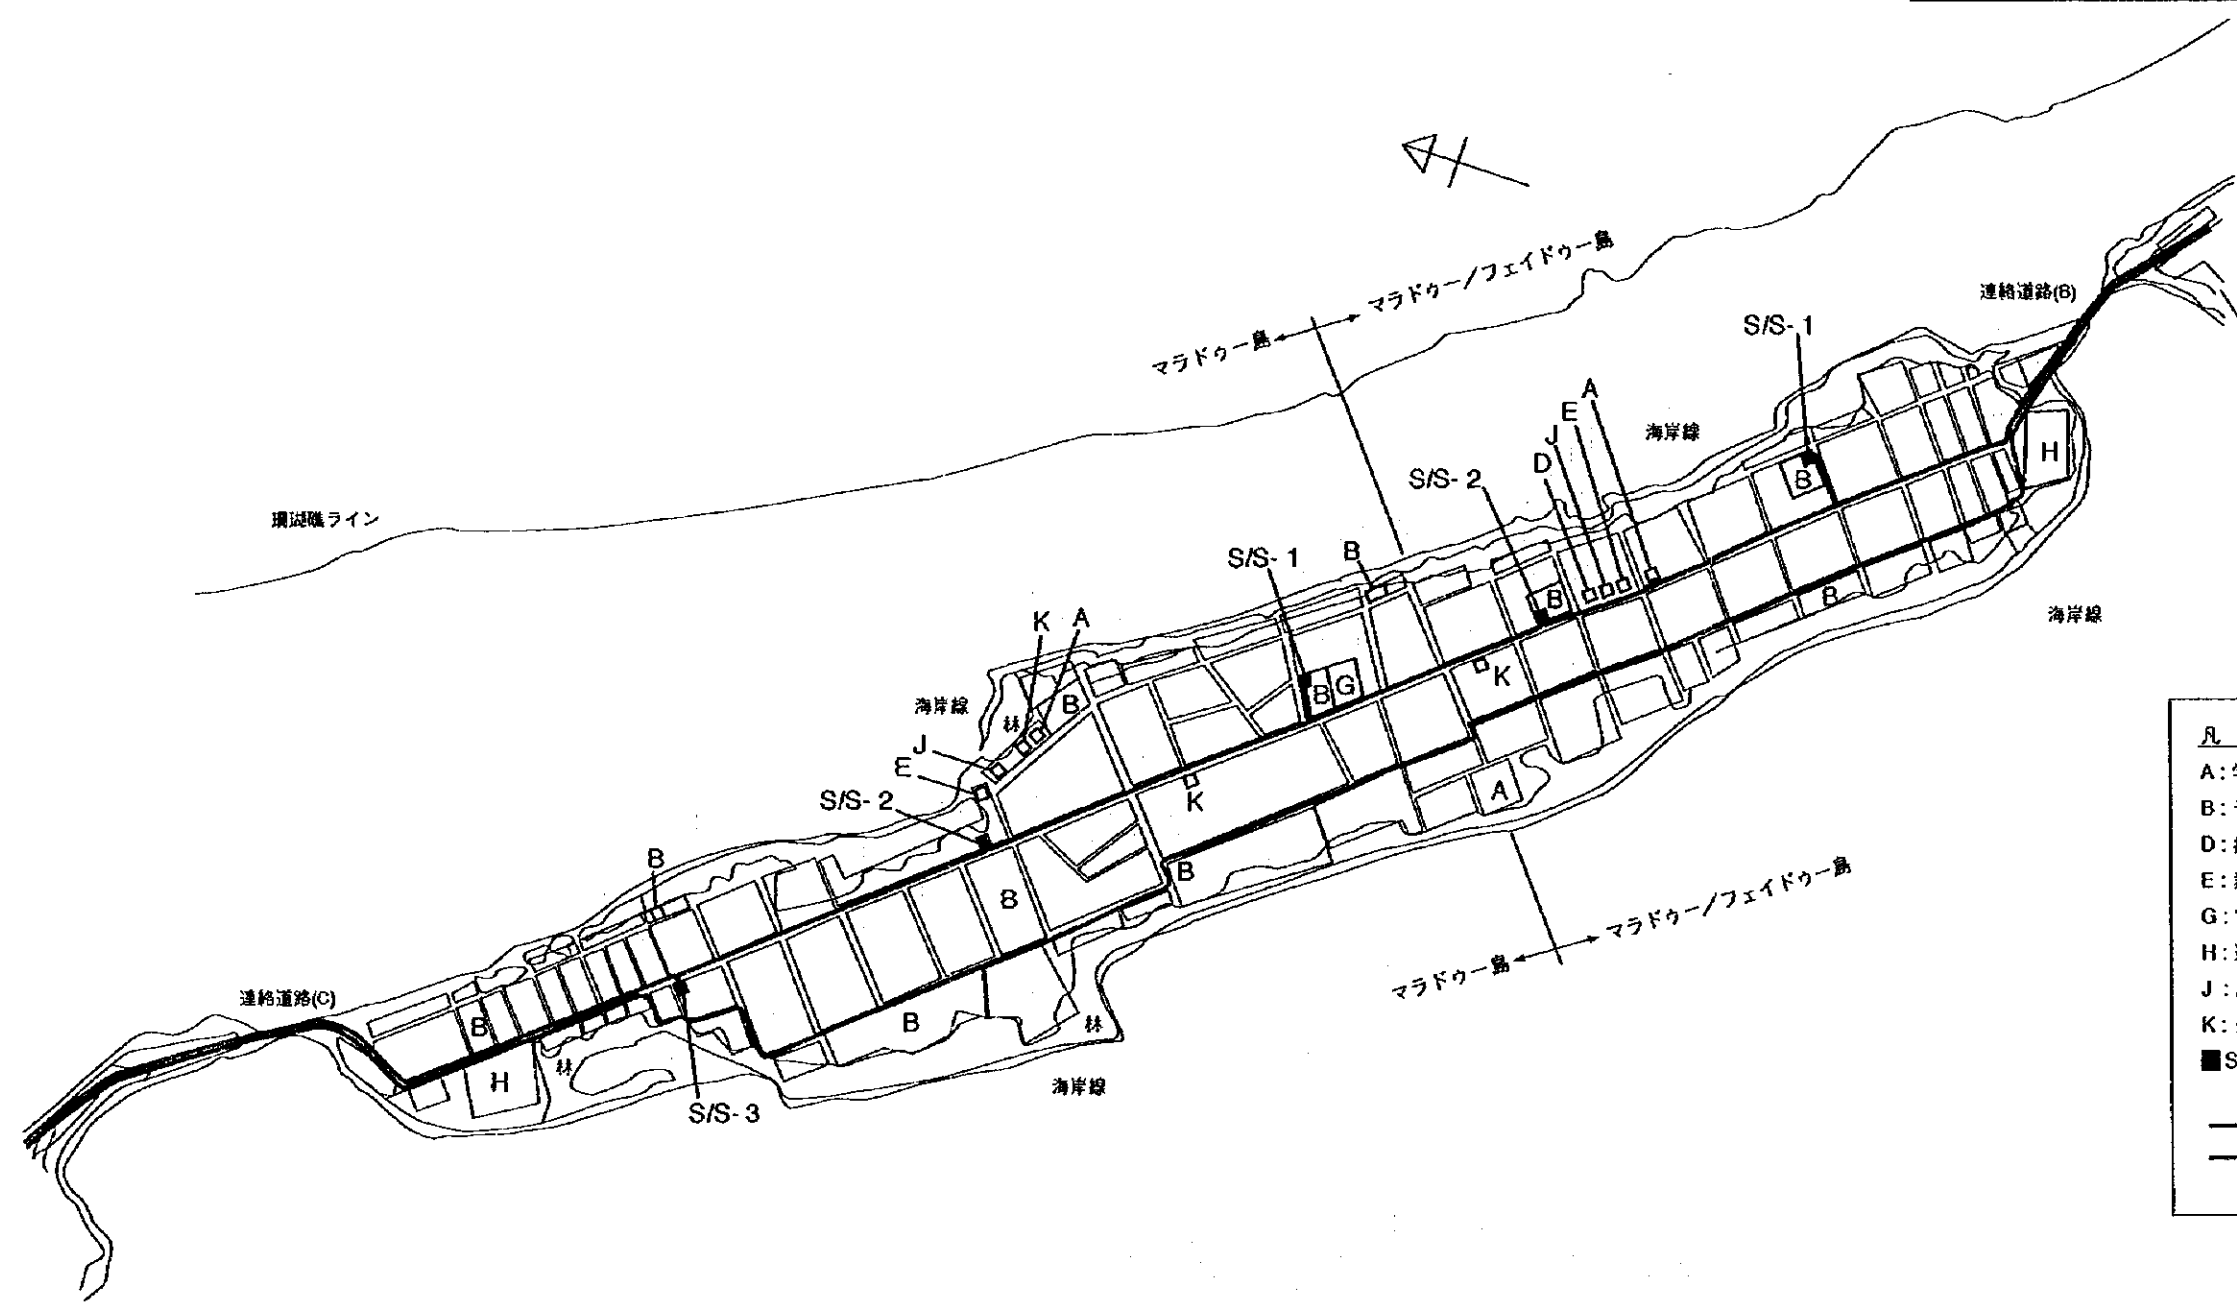 マラドゥー島
マラドゥー/フェイドゥー島
連絡道路(B)
S/S-1
A
E
J
D
海岸線
S/S-2
H
B
珊瑚礁ライン
S/S-1
B
B
B
海岸線
K
A
K
B
G
海岸線
B
林
J
E
S/S-2
K
A
B
B
B
マラドゥー島
マラドゥー/フェイドゥー島
連絡道路(C)
B
B
林
林
H
海岸線
S/S-3
凡
A:
B:
D:
E:
G:
H:
J:
K:
■S